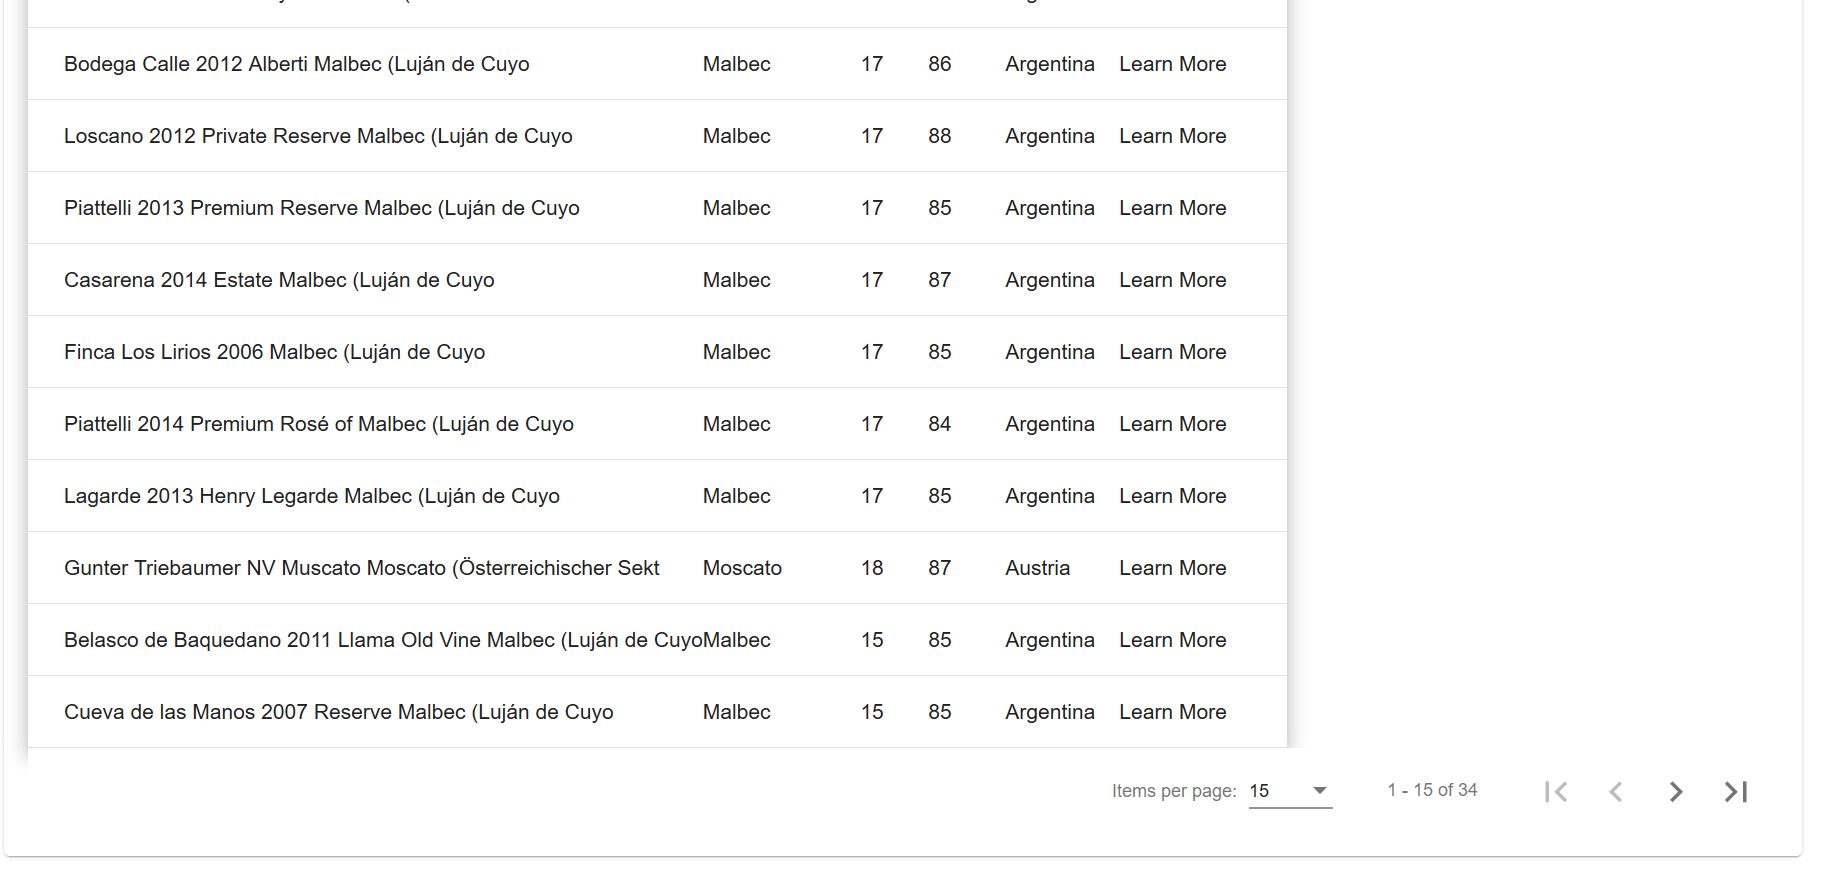 Bodega Calle 2012 Alberti Malbec (Luján de Cuyo Malbec 17 86 Argentina Learn More
Loscano 2012 Private Reserve Malbec (Luján de Cuyo Malbec 17 88 Argentina Learn More
Piattelli 2013 Premium Reserve Malbec (Luján de Cuyo Malbec 17 85 Argentina Learn More
Casarena 2014 Estate Malbec (Luján de Cuyo Malbec 17 87 Argentina Learn More
Finca Los Lirios 2006 Malbec (Luján de Cuyo Malbec 17 85 Argentina Learn More
Piattelli 2014 Premium Rosé of Malbec (Luján de Cuyo Malbec 17 84 Argentina Learn More
Lagarde 2013 Henry Legarde Malbec (Luján de Cuyo Malbec 17 85 Argentina Learn More
Gunter Triebaumer NV Muscato Moscato (Österreichischer Sekt Moscato 18 87 Austria Learn More
Belasco de Baquedano 2011 Llama Old Vine Malbec (Luján de CuyoMalbec 15 85 Argentina Learn More
Cueva de las Manos 2007 Reserve Malbec (Luján de Cuyo Malbec 15 85 Argentina Learn More
Items per page: 15 1 - 15 of 34